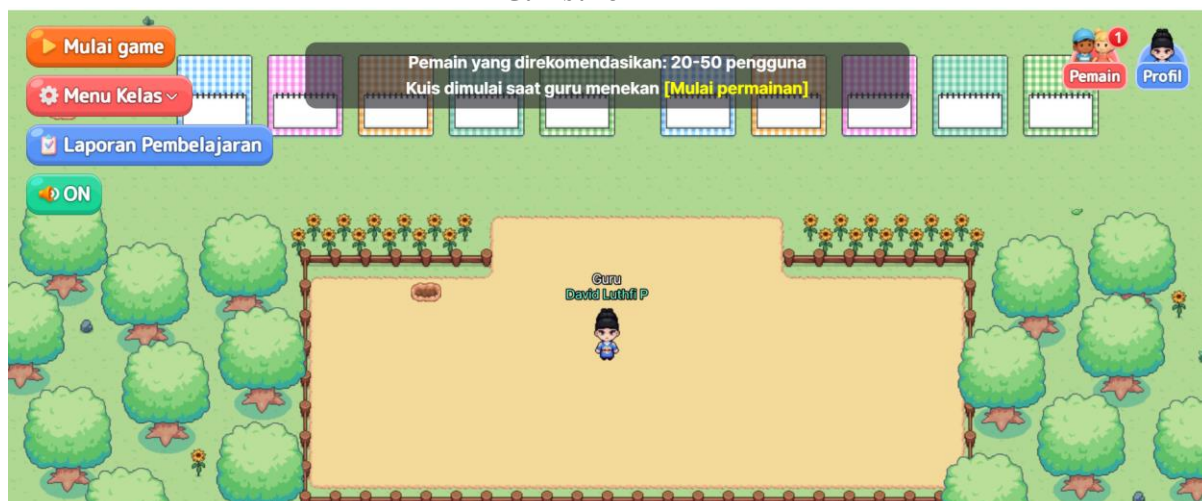 Mulai game
Pemain yang direkomendasikan: 20-50 pengguna
Kuis dimulai saat guru menekan [Mulai permainan]
1
Pemain
Profil
Menu Kelas
Laporan Pembelajaran
ON
Guru
David Luthfi P